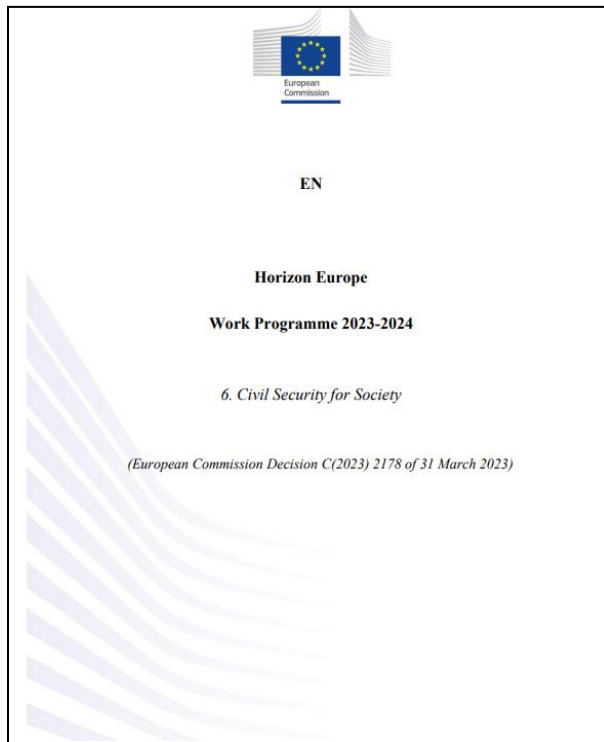 European
Commission
EN
Horizon Europe
Work Programme 2023-2024
6. Civil Security for Society
(European Commission Decision C(2023) 2178 of 31 March 2023)